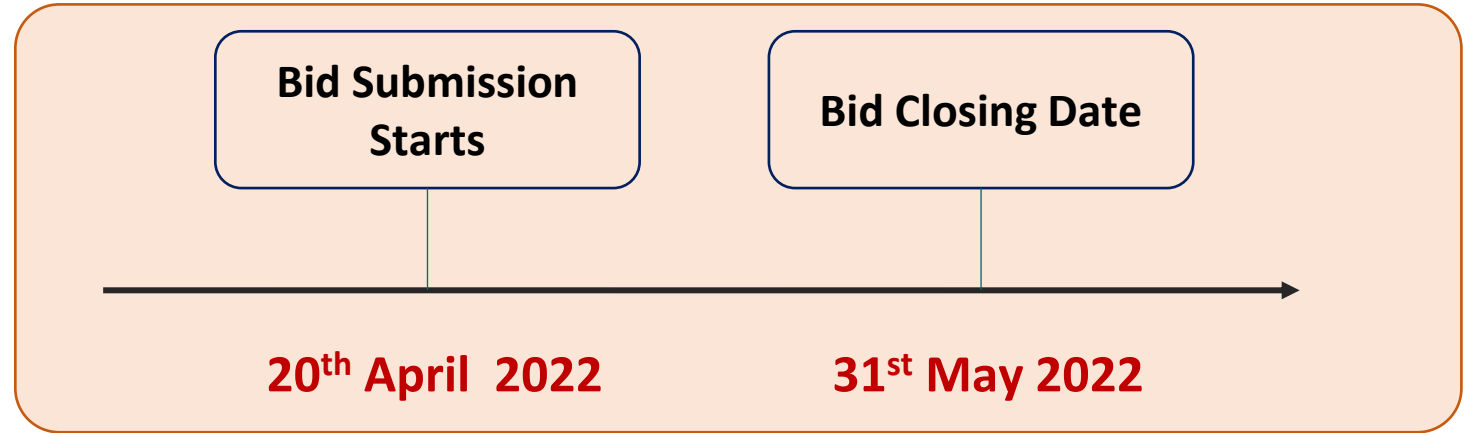 Bid Submission
Starts
Bid Closing Date
20th April 2022
31st May 2022